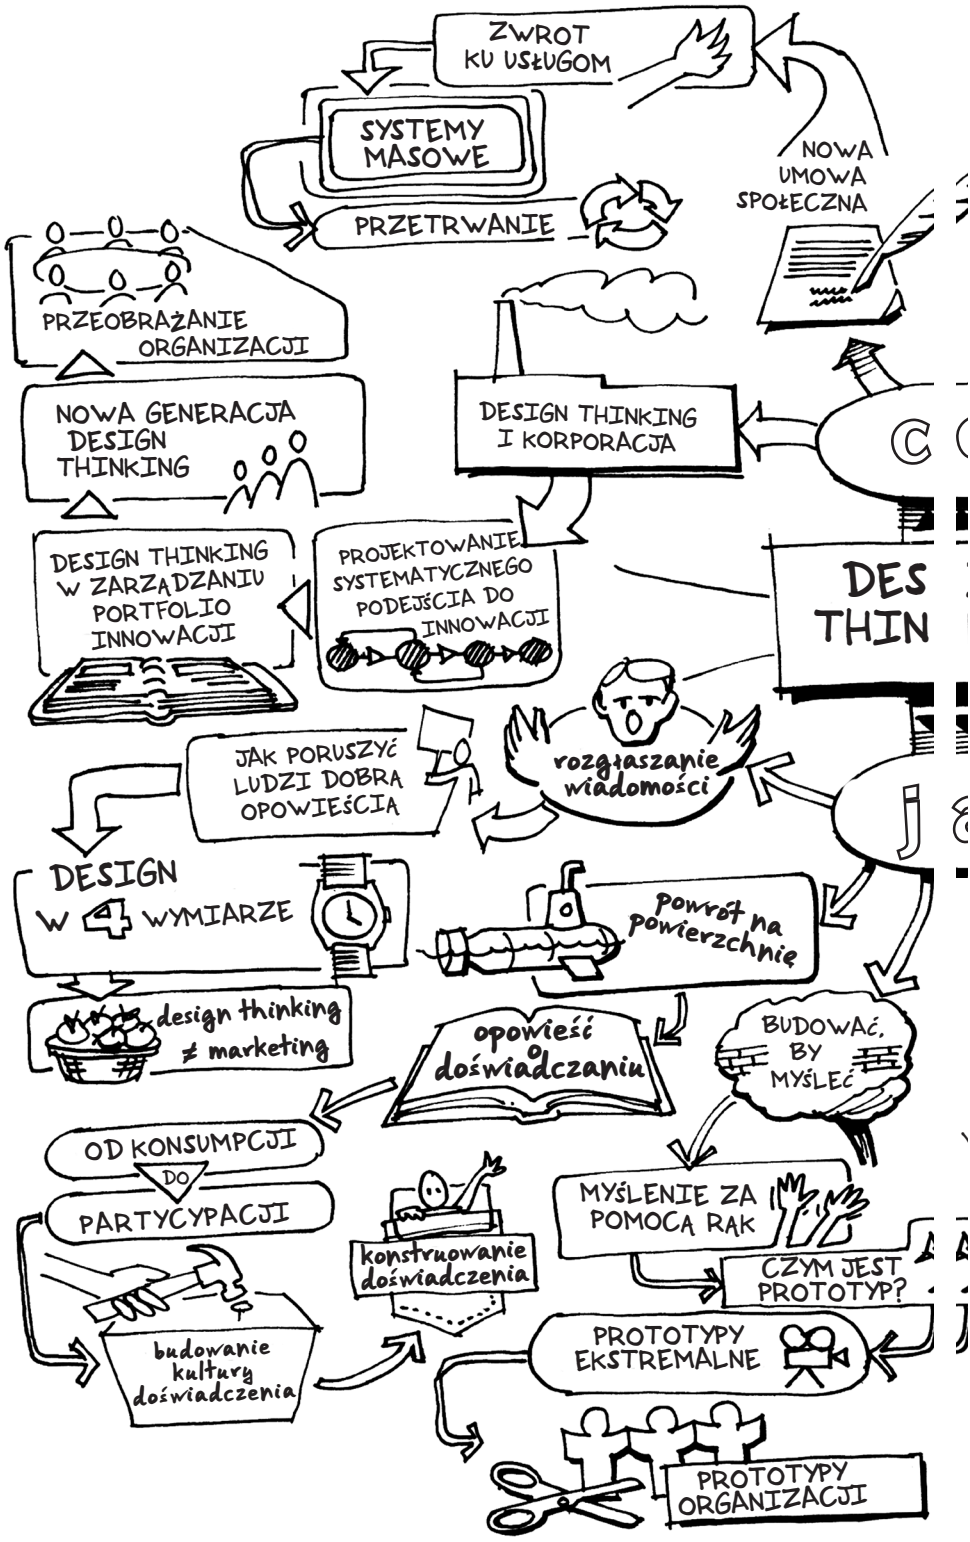 ZWROT
KU USŁUGOM
SYSTEMY
MASOWE
PRZETRWANIE
NOWA
UMOWA
SPOŁECZNA
PRZEOBRAŻANIE
ORGANIZACJI
NOWA GENERACJA
DESIGN
THINKING
DESIGN THINKING
I KORPORACJA
c
DESIGN THINKING
W ZARZĄDZANIU
PORTFOLIO
INNOWACJI
PROJEKTOWANIE
SYSTEMATYCZNEGO
PODEJŚCIA DO
INNOWACJI
DES
THIN
rozgłaszanie
wiadomości
JAK PORUSZYĆ
LUDZI DOBRĄ
OPOWIEŚCIĄ
ja
DESIGN
W 4 WYMIARZE
powrót na
powierzchnię
design thinking
≠ marketing
opowieść
o
doświadczaniu
BUDOWAĆ,
BY
MYŚLEĆ
OD KONSUMPCJI
DO
PARTYCYPACJI
MYŚLENIE ZA
POMOCĄ RĄK
konstruowanie
doświadczenia
CZYM JEST
PROTOTYP?
budowanie
kultury
doświadczenia
PROTOTYPY
EKSTREMALNE
PROTOTYPY
ORGANIZACJI